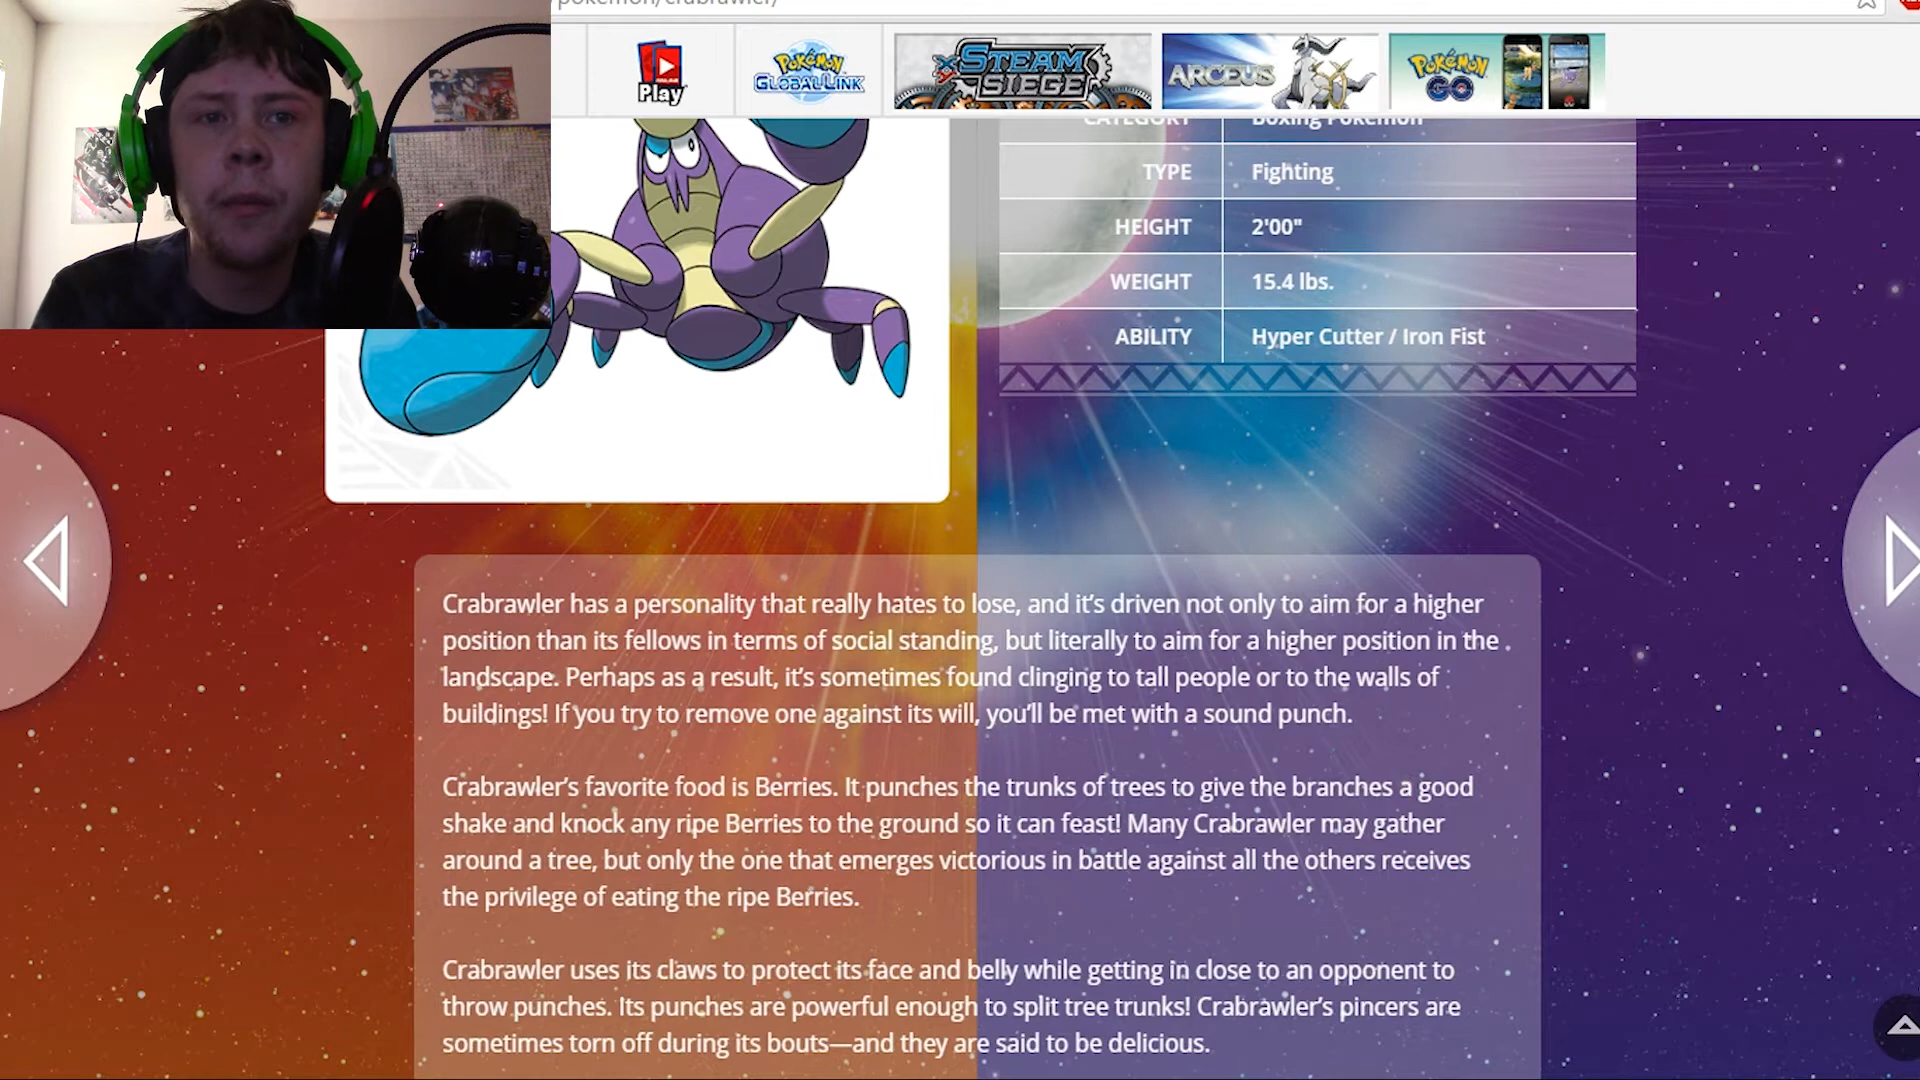 pokemon/crabrawler/
Play
POKéMON
GLOBAL LINK
XY
STEAM
SIEGE
ARCEUS
POKéMON
GO
CATEGORY Boxing Pokémon
TYPE Fighting
HEIGHT 2'00"
WEIGHT 15.4 lbs.
ABILITY Hyper Cutter / Iron Fist
Crabrawler has a personality that really hates to lose, and it's driven not only to aim for a higher
position than its fellows in terms of social standing, but literally to aim for a higher position in the
landscape. Perhaps as a result, it's sometimes found clinging to tall people or to the walls of
buildings! If you try to remove one against its will, you'll be met with a sound punch.
Crabrawler's favorite food is Berries. It punches the trunks of trees to give the branches a good
shake and knock any ripe Berries to the ground so it can feast! Many Crabrawler may gather
around a tree, but only the one that emerges victorious in battle against all the others receives
the privilege of eating the ripe Berries.
Crabrawler uses its claws to protect its face and belly while getting in close to an opponent to
throw punches. Its punches are powerful enough to split tree trunks! Crabrawler's pincers are
sometimes torn off during its bouts—and they are said to be delicious.